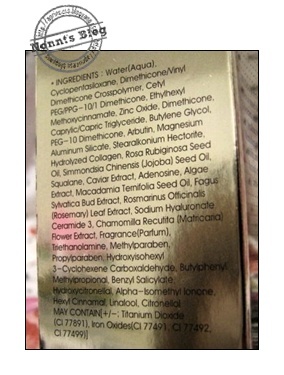 Nanni's Blog
• INGREDIENTS : Water(Aqua),
Cyclopentasiloxane, Dimethicone/Vinyl
Dimethicone Crosspolymer, Cetyl
PEG/PPG-10/1 Dimethicone, Ethylhexyl
Methoxycinnamate, Zinc Oxide, Dimethicone,
Caprylic/Capric Triglyceride, Butylene Glycol,
PEG-10 Dimethicone, Arbutin, Magnesium
Aluminum Silicate, Stearalkonium Hectorite,
Hydrolyzed Collagen, Rosa Rubiginosa Seed
Oil, Simmondsia Chinensis (Jojoba) Seed Oil,
Squalane, Caviar Extract, Adenosine, Algae
Extract, Macadamia Ternifolia Seed Oil, Fagus
Sylvatica Bud Extract, Rosmarinus Officinalis
(Rosemary) Leaf Extract, Sodium Hyaluronate,
Ceramide 3, Chamomilla Recutita (Matricaria)
Flower Extract, Fragrance(Parfum),
Triethanolamine, Methylparaben,
Propylparaben, Hydroxyisohexyl
3-Cyclohexene Carboxaldehyde, Butylphenyl
Methylpropional, Benzyl Salicylate,
Hydroxycitronellal, Alpha-Isomethyl Ionone,
Hexyl Cinnamal, Linalool, Citronellol
MAY CONTAIN[+/-: Titanium Dioxide
(CI 77891), Iron Oxides(CI 77491, CI 77492,
CI 77499)]